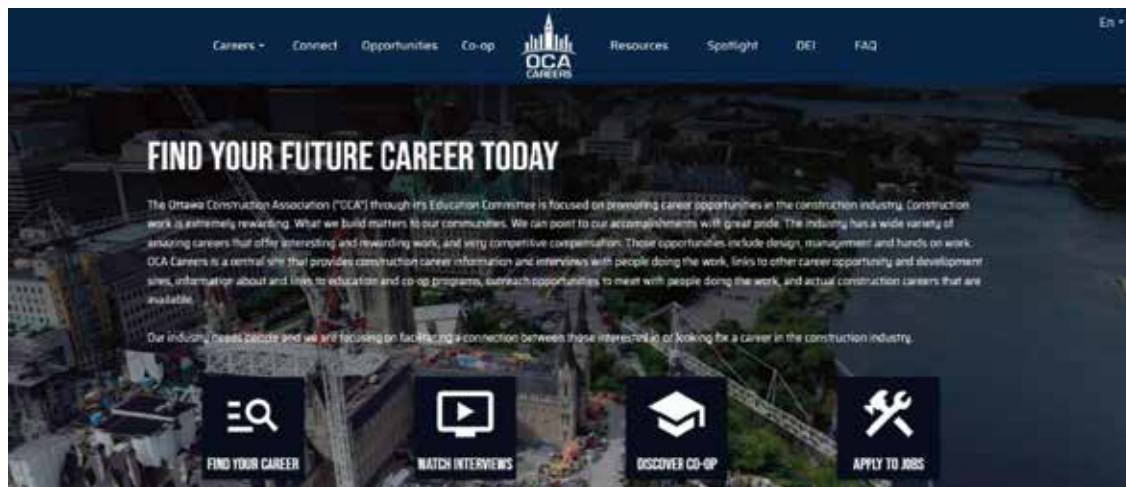 En
Careers Connect Opportunities Co-op OCA CAREERS Resources Spotlight DEI FAQ
FIND YOUR FUTURE CAREER TODAY
The Ottawa Construction Association ("OCA") through it's Education Committee is focused on promoting career opportunities in the construction industry. Construction
work is extremely rewarding. What we build matters to our communities. We can point to our accomplishments with great pride. The industry has a wide variety of
amazing careers that offer interesting and rewarding work, and very competitive compensation. Those opportunities include design, management and hands on work.
OCA Careers is a central site that provides construction career information and interviews with people doing the work, links to other career opportunity and development
sites, information about and links to education and co-op programs, outreach opportunities to meet with people doing the work, and actual construction careers that are
available.
Our industry needs people and we are focusing on facilitating a connection between those interested in or looking for a career in the construction industry.
FIND YOUR CAREER WATCH INTERVIEWS DISCOVER CO-OP APPLY TO JOBS